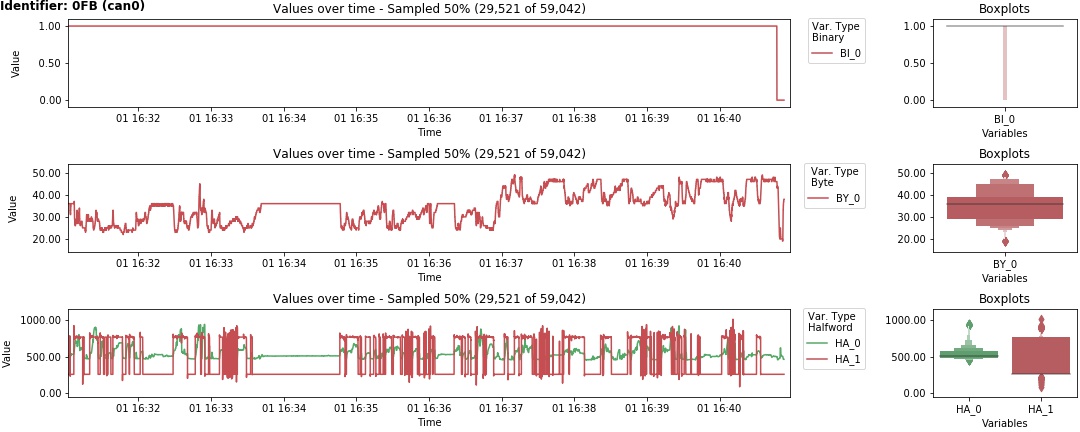 Identifier: 0FB (can0)
Values over time - Sampled 50% (29,521 of 59,042)
Value
1.00
0.50
0.00
01 16:32 01 16:33 01 16:34 01 16:35 01 16:36 01 16:37 01 16:38 01 16:39 01 16:40
Time
Var. Type
Binary
BI_0
Boxplots
1.00
0.50
0.00
BI_0
Variables
Values over time - Sampled 50% (29,521 of 59,042)
Value
50.00
40.00
30.00
20.00
01 16:32 01 16:33 01 16:34 01 16:35 01 16:36 01 16:37 01 16:38 01 16:39 01 16:40
Time
Var. Type
Byte
BY_0
Boxplots
50.00
40.00
30.00
20.00
BY_0
Variables
Values over time - Sampled 50% (29,521 of 59,042)
Value
1000.00
500.00
0.00
01 16:32 01 16:33 01 16:34 01 16:35 01 16:36 01 16:37 01 16:38 01 16:39 01 16:40
Time
Var. Type
Halfword
HA_0
HA_1
Boxplots
1000.00
500.00
0.00
HA_0 HA_1
Variables